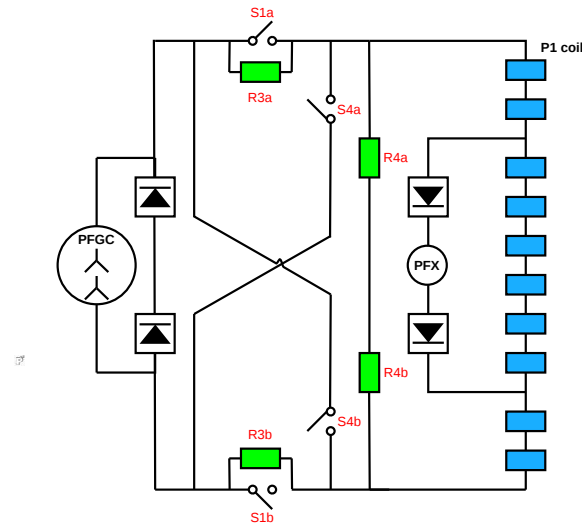 S1a
P1 coil
R3a
S4a
R4a
PFGC
PFX
R4b
S4b
R3b
S1b